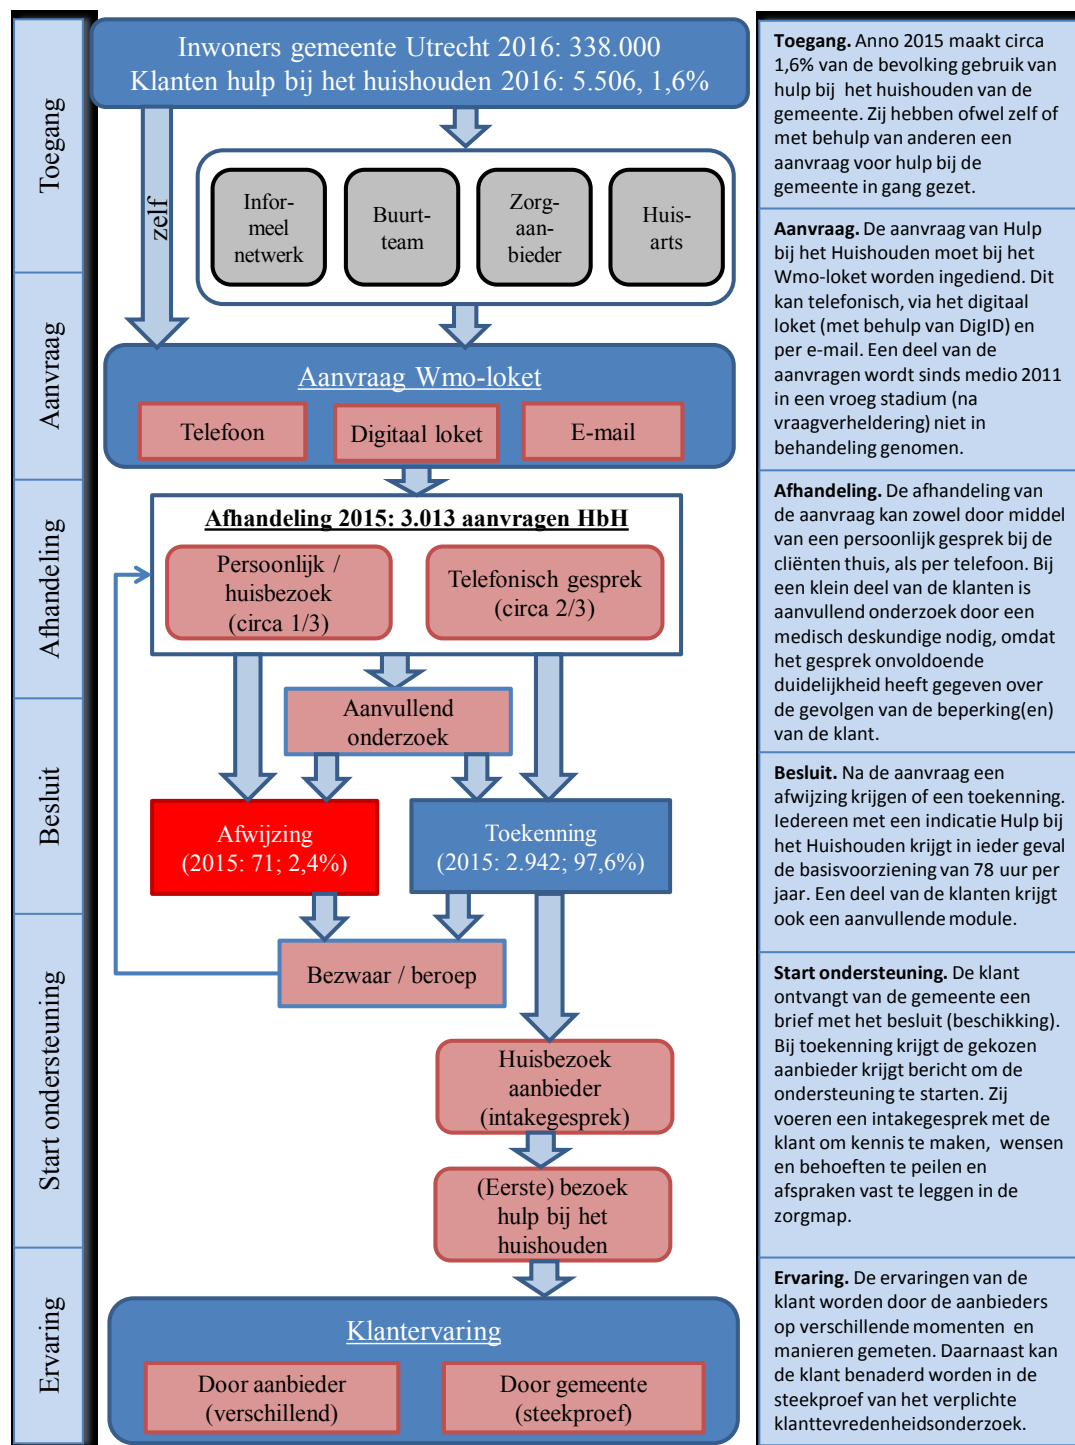 Toegang
Aanvraag
Afhandeling
Besluit
Start ondersteuning
Ervaring
Inwoners gemeente Utrecht 2016: 338.000
Klanten hulp bij het huishouden 2016: 5.506, 1,6%
zelf
Infor-
meel
netwerk
Buurt-
team
Zorg-
aan-
bieder
Huis-
arts
Aanvraag Wmo-loket
Telefoon
Digitaal loket
E-mail
Afhandeling 2015: 3.013 aanvragen HbH
Persoonlijk /
huisbezoek
(circa 1/3)
Telefonisch gesprek
(circa 2/3)
Aanvullend
onderzoek
Afwijzing
(2015: 71; 2,4%)
Toekenning
(2015: 2.942; 97,6%)
Bezwaar / beroep
Huisbezoek
aanbieder
(intakegesprek)
(Eerste) bezoek
hulp bij het
huishouden
Klantervaring
Door aanbieder
(verschillend)
Door gemeente
(steekproef)
Toegang. Anno 2015 maakt circa
1,6% van de bevolking gebruik van
hulp bij het huishouden van de
gemeente. Zij hebben ofwel zelf of
met behulp van anderen een
aanvraag voor hulp bij de
gemeente in gang gezet.
Aanvraag. De aanvraag van Hulp
bij het Huishouden moet bij het
Wmo-loket worden ingediend. Dit
kan telefonisch, via het digitaal
loket (met behulp van DigID) en
per e-mail. Een deel van de
aanvragen wordt sinds medio 2011
in een vroeg stadium (na
vraagverheldering) niet in
behandeling genomen.
Afhandeling. De afhandeling van
de aanvraag kan zowel door middel
van een persoonlijk gesprek bij de
cliënten thuis, als per telefoon. Bij
een klein deel van de klanten is
aanvullend onderzoek door een
medisch deskundige nodig, omdat
het gesprek onvoldoende
duidelijkheid heeft gegeven over
de gevolgen van de beperking(en)
van de klant.
Besluit. Na de aanvraag een
afwijzing krijgen of een toekenning.
Iedereen met een indicatie Hulp bij
het Huishouden krijgt in ieder geval
de basisvoorziening van 78 uur per
jaar. Een deel van de klanten krijgt
ook een aanvullende module.
Start ondersteuning. De klant
ontvangt van de gemeente een
brief met het besluit (beschikking).
Bij toekenning krijgt de gekozen
aanbieder krijgt bericht om de
ondersteuning te starten. Zij
voeren een intakegesprek met de
klant om kennis te maken, wensen
en behoeften te peilen en
afspraken vast te leggen in de
zorgmap.
Ervaring. De ervaringen van de
klant worden door de aanbieders
op verschillende momenten en
manieren gemeten. Daarnaast kan
de klant benaderd worden in de
steekproef van het verplichte
klanttevredenheidsonderzoek.